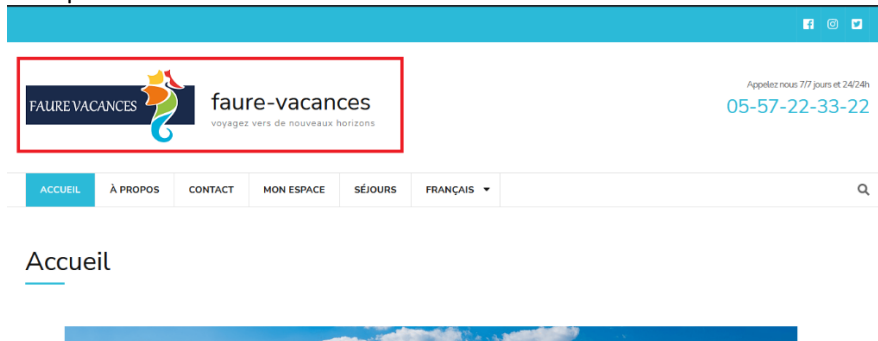 Appelez nous 7/7 jours et 24/24h
05-57-22-33-22
FAURE VACANCES
faure-vacances
voyagez vers de nouveaux horizons
ACCUEIL À PROPOS CONTACT MON ESPACE SÉJOURS FRANÇAIS
Accueil